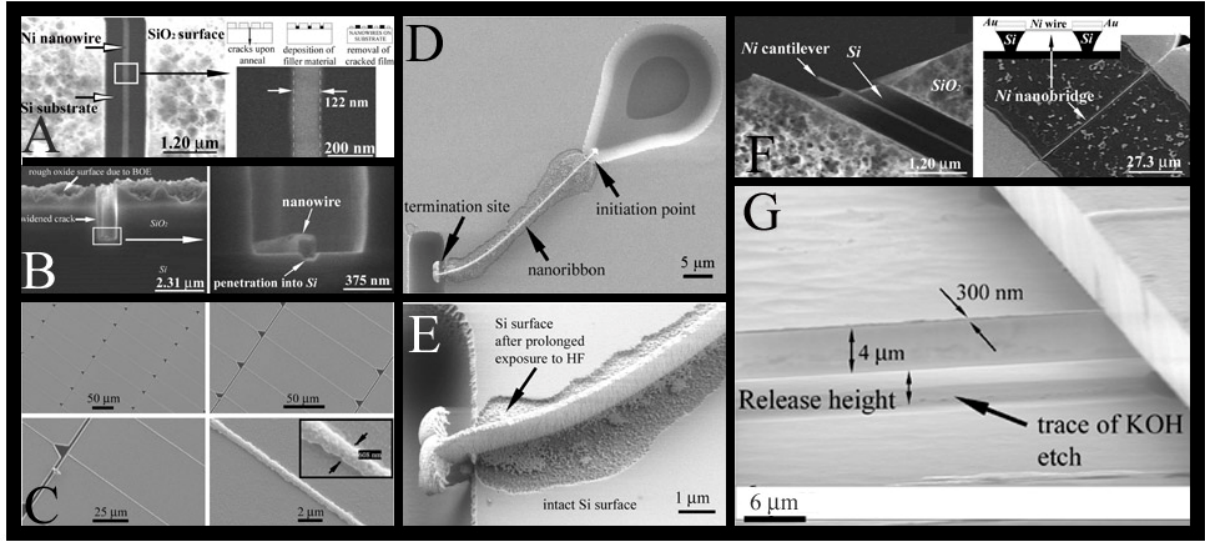 A
Ni nanowire
SiO₂ surface
Si substrate
1.20 µm
cracks upon
anneal
deposition of
filler material
NANOWIRES ON
SUBSTRATE
removal of
cracked film
122 nm
200 nm
B
rough oxide surface due to BOE
widened crack
SiO₂
Si
2.31 µm
nanowire
penetration into Si
375 nm
C
50 µm
50 µm
25 µm
2 µm
D
termination site
initiation point
nanoribbon
5 µm
E
Si surface
after prolonged
exposure to HF
intact Si surface
1 µm
F
Ni cantilever
Si
SiO₂
1.20 µm
Au
Ni wire
Au
Si
Si
Ni nanobridge
27.3 µm
G
300 nm
4 µm
Release height
trace of KOH
etch
6 µm